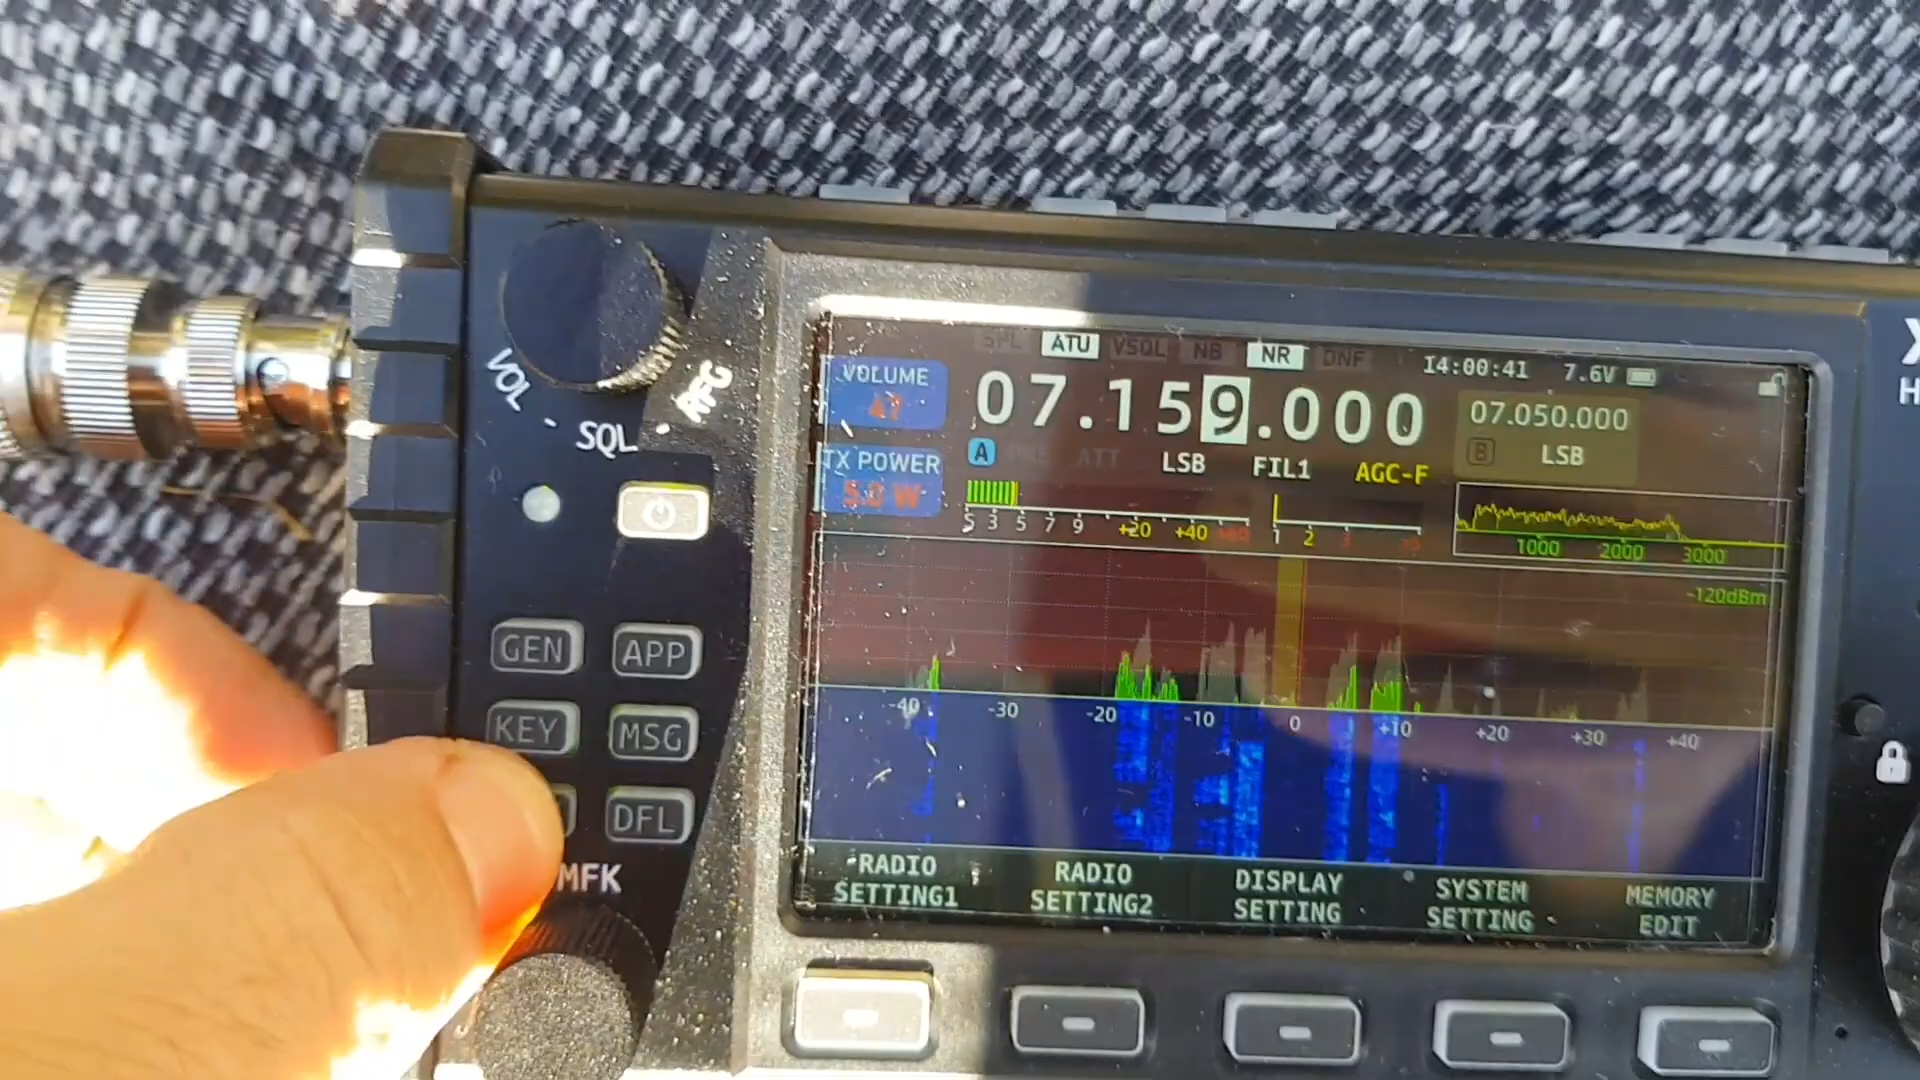 SPL ATU VSQL NB NR DNF 14:00:41 7.6V
VOLUME
47
07.159.000
07.050.000
A PRE ATT LSB FIL1 AGC-F
B LSB
TX POWER
5.0 W
S 3 5 7 9 +20 +40 +60
1 2 3
1000 2000 3000
-120dBm
-40 -30 -20 -10 0 +10 +20 +30 +40
RADIO SETTING1
RADIO SETTING2
DISPLAY SETTING
SYSTEM SETTING
MEMORY EDIT
VOL - SQL - RFG
GEN APP
KEY MSG
DFL
MFK
X
H